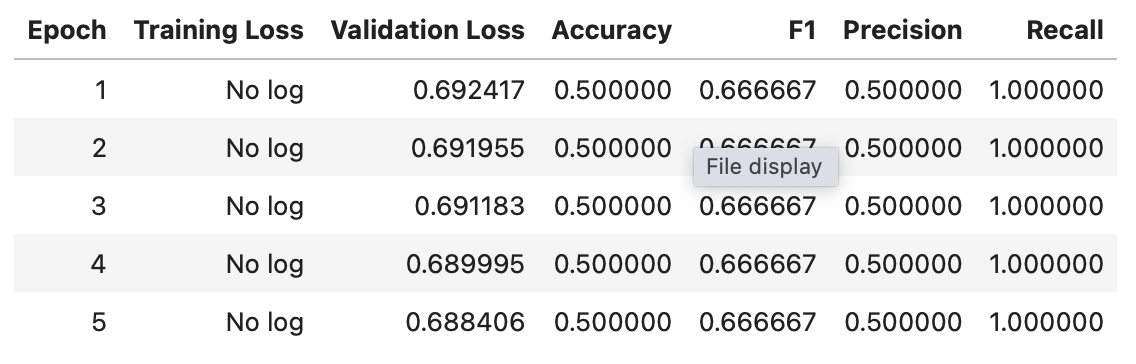 Epoch Training Loss Validation Loss Accuracy F1 Precision Recall
1 No log 0.692417 0.500000 0.666667 0.500000 1.000000
2 No log 0.691955 0.500000 0.666667 0.500000 1.000000
File display
3 No log 0.691183 0.500000 0.666667 0.500000 1.000000
4 No log 0.689995 0.500000 0.666667 0.500000 1.000000
5 No log 0.688406 0.500000 0.666667 0.500000 1.000000